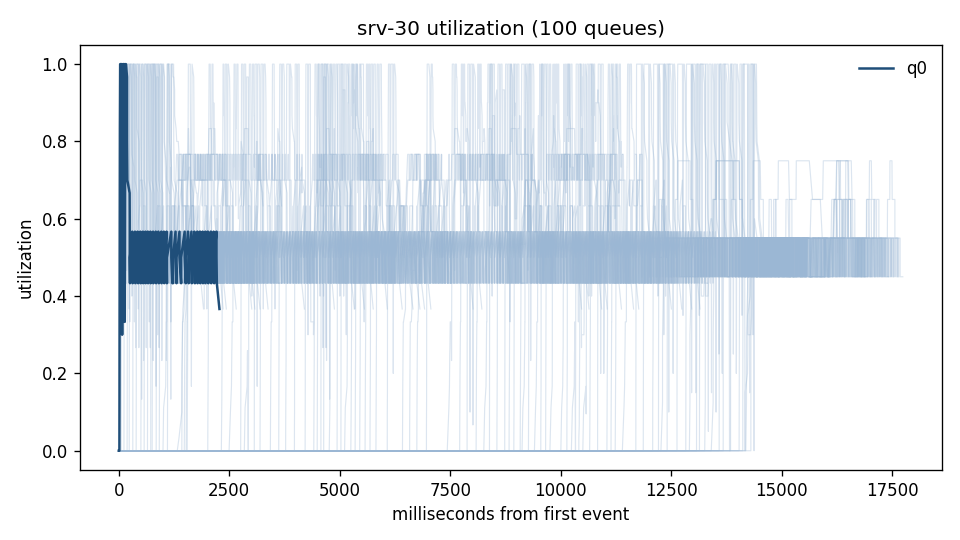 srv-30 utilization (100 queues)
q0
utilization
1.0
0.8
0.6
0.4
0.2
0.0
0 2500 5000 7500 10000 12500 15000 17500
milliseconds from first event